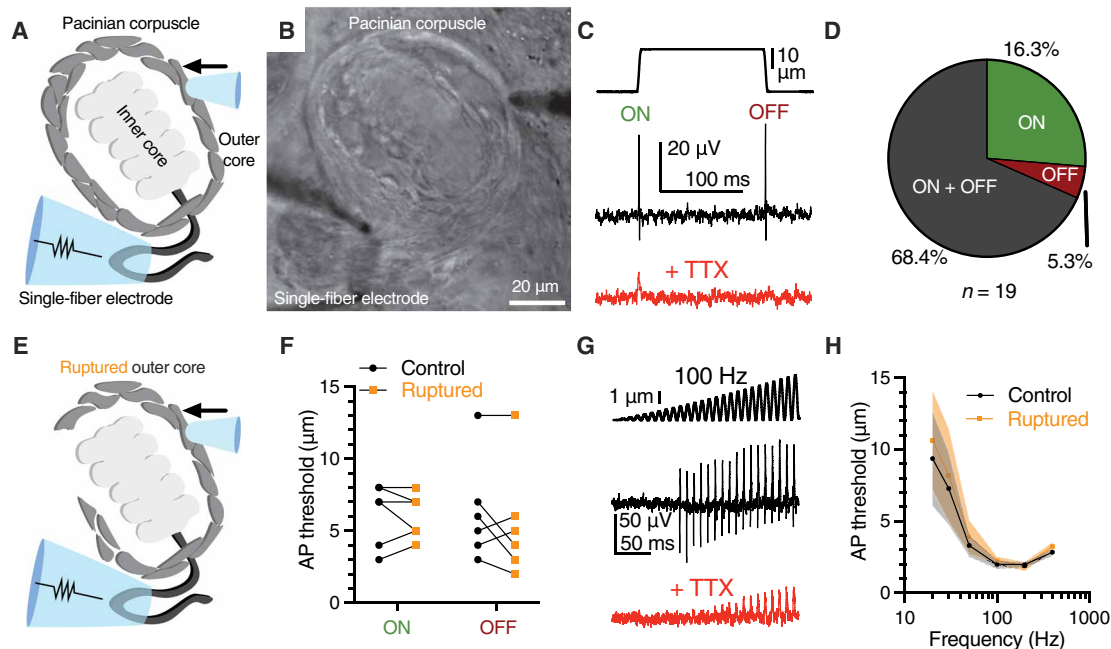 A
Pacinian corpuscle
Inner core
Outer
core
Single-fiber electrode
B
Pacinian corpuscle
Single-fiber electrode
20 µm
C
10
µm
ON
OFF
20 µV
100 ms
+ TTX
D
16.3%
ON
OFF
ON + OFF
68.4%
5.3%
n = 19
E
Ruptured outer core
F
Control
Ruptured
AP threshold (µm)
15
10
5
0
ON
OFF
G
1 µm
100 Hz
50 µV
50 ms
+ TTX
H
Control
Ruptured
AP threshold (µm)
15
10
5
0
10
100
1000
Frequency (Hz)